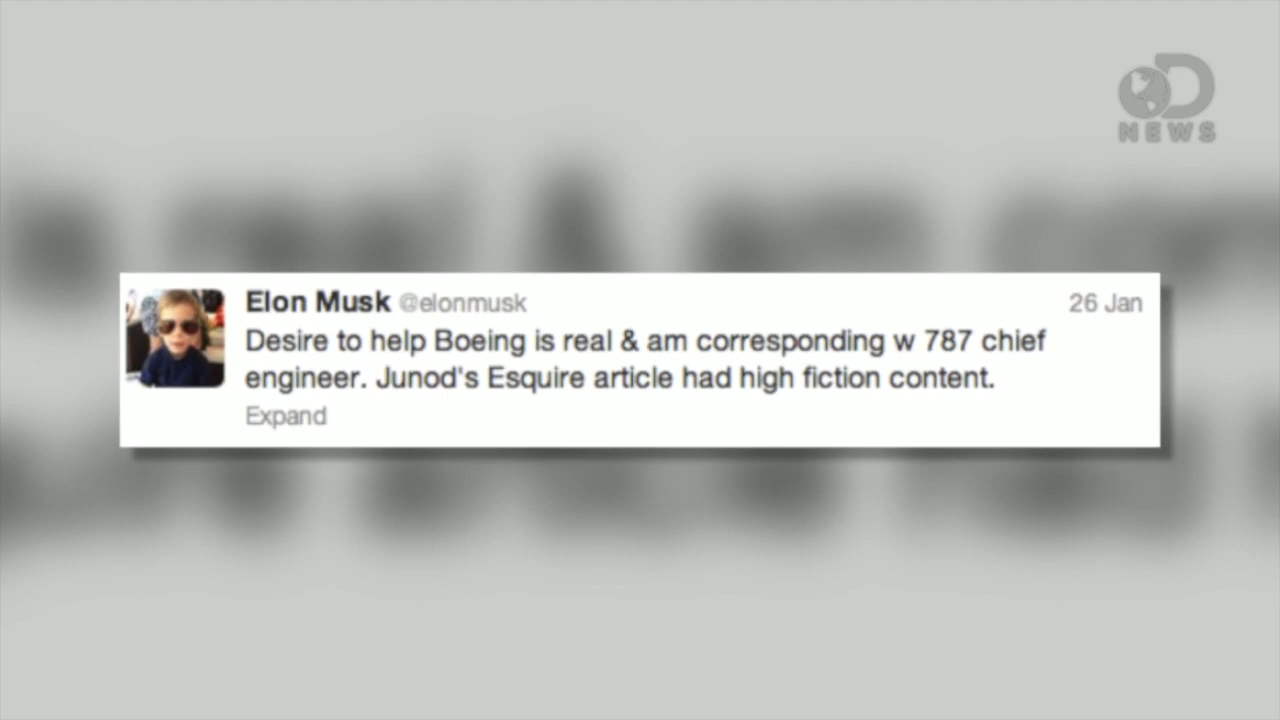 D
NEWS
Elon Musk @elonmusk 26 Jan
Desire to help Boeing is real & am corresponding w 787 chief
engineer. Junod's Esquire article had high fiction content.
Expand